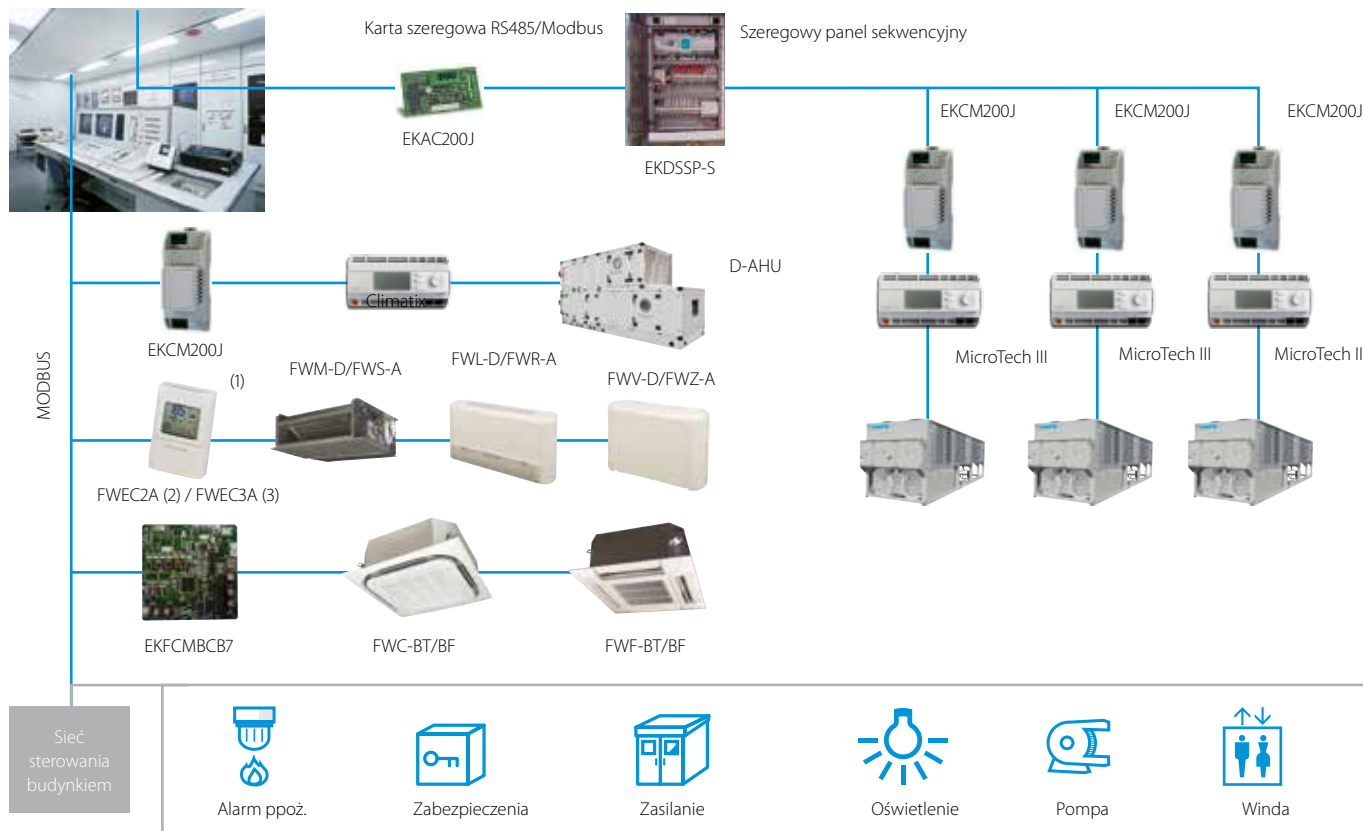 Karta szeregowa RS485/Modbus
Szeregowy panel sekwencyjny
EKAC200J
EKDSSP-S
EKCM200J
EKCM200J
EKCM200J
MODBUS
EKCM200J
Climatix
D-AHU
MicroTech III
MicroTech III
MicroTech II
(1)
FWM-D/FWS-A
FWL-D/FWR-A
FWV-D/FWZ-A
FWEC2A (2) / FWEC3A (3)
EKFCMBCB7
FWC-BT/BF
FWF-BT/BF
Sieć
sterowania
budynkiem
Alarm ppoż.
Zabezpieczenia
Zasilanie
Oświetlenie
Pompa
Winda